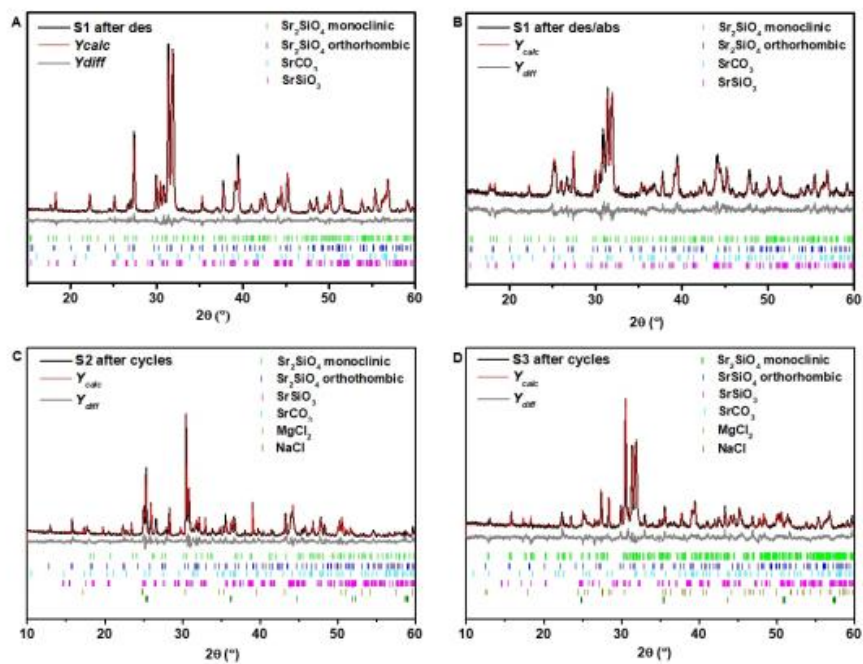 A
S1 after des
Ycalc
Ydiff
Sr2SiO4 monoclinic
Sr2SiO4 orthorhombic
SrCO3
SrSiO3
20 30 40 50 60
2θ (°)
B
S1 after des/abs
Ycalc
Ydiff
Sr2SiO4 monoclinic
Sr2SiO4 orthorhombic
SrCO3
SrSiO3
20 30 40 50 60
2θ (°)
C
S2 after cycles
Ycalc
Ydiff
Sr2SiO4 monoclinic
Sr2SiO4 orthothombic
SrSiO3
SrCO3
MgCl2
NaCl
10 20 30 40 50 60
2θ (°)
D
S3 after cycles
Ycalc
Ydiff
Sr2SiO4 monoclinic
SrSiO4 orthorhombic
SrSiO3
SrCO3
MgCl2
NaCl
10 20 30 40 50 60
2θ (°)